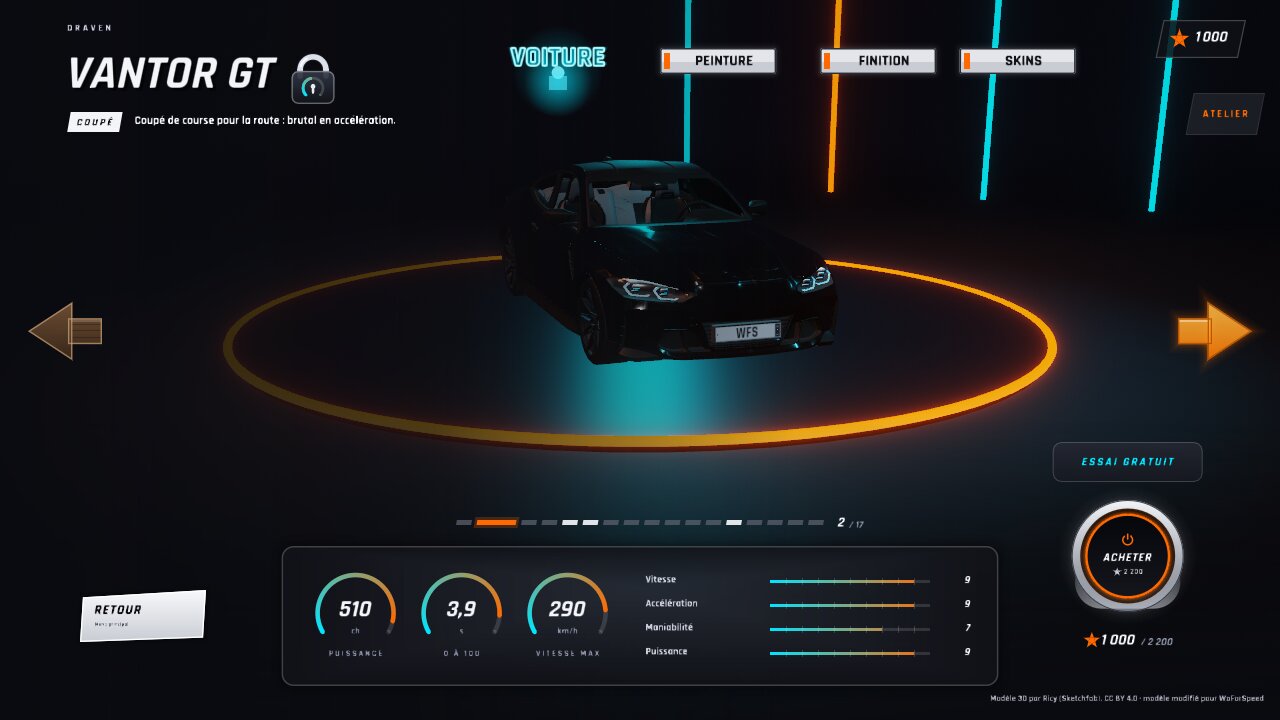 DRAVEN
VANTOR GT
COUPÉ
Coupé de course pour la route : brutal en accélération.
VOITURE
PEINTURE
FINITION
SKINS
1000
ATELIER
WFS
ESSAI GRATUIT
2 / 17
ACHETER
2 200
1000 / 2 200
510
ch
PUISSANCE
3,9
s
0 À 100
290
km/h
VITESSE MAX
Vitesse 9
Accélération 9
Maniabilité 7
Puissance 9
RETOUR
Menu principal
Modèle 3D par Ricy (Sketchfab), CC BY 4.0 · modèle modifié pour WoForSpeed